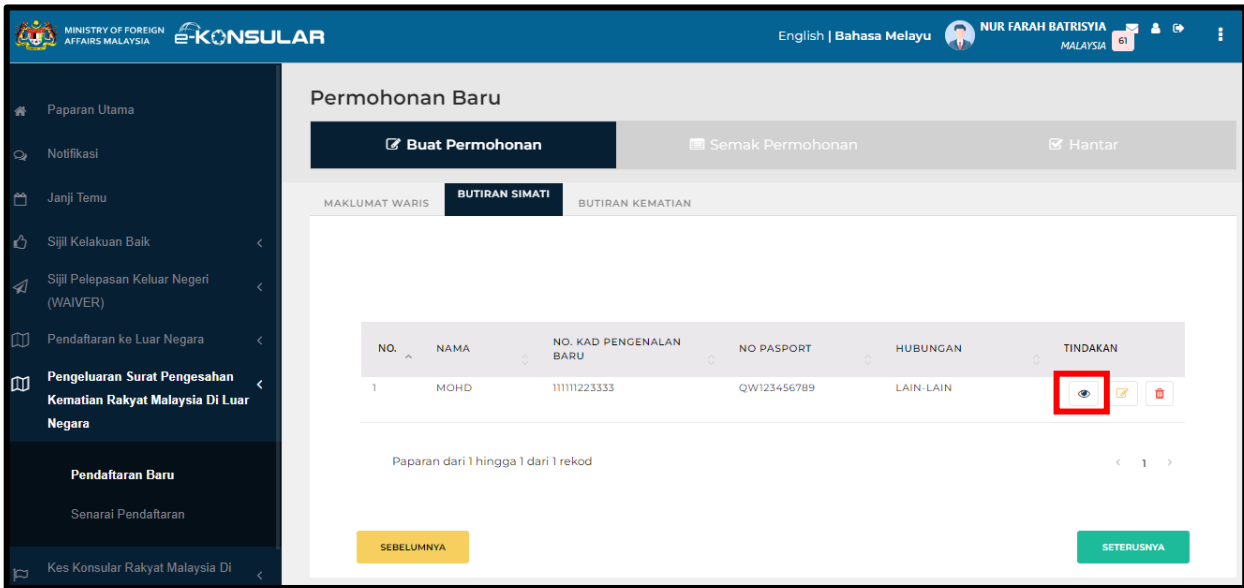 MINISTRY OF FOREIGN
AFFAIRS MALAYSIA
e-KONSULAR
English | Bahasa Melayu
NUR FARAH BATRISYIA
MALAYSIA
61
Paparan Utama
Notifikasi
Janji Temu
Sijil Kelakuan Baik
Sijil Pelepasan Keluar Negeri
(WAIVER)
Pendaftaran ke Luar Negara
Pengeluaran Surat Pengesahan
Kematian Rakyat Malaysia Di Luar
Negara
Pendaftaran Baru
Senarai Pendaftaran
Kes Konsular Rakyat Malaysia Di
Permohonan Baru
Buat Permohonan
Semak Permohonan
Hantar
MAKLUMAT WARIS
BUTIRAN SIMATI
BUTIRAN KEMATIAN
NO. NAMA NO. KAD PENGENALAN BARU NO PASPORT HUBUNGAN TINDAKAN
1 MOHD 111111223333 QW123456789 LAIN-LAIN
Paparan dari 1 hingga 1 dari 1 rekod
< 1 >
SEBELUMNYA
SETERUSNYA